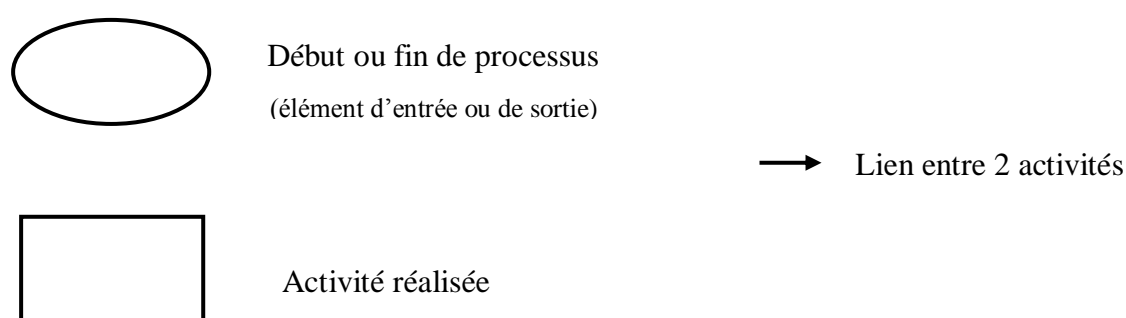 Début ou fin de processus
(élément d’entrée ou de sortie)
Lien entre 2 activités
Activité réalisée